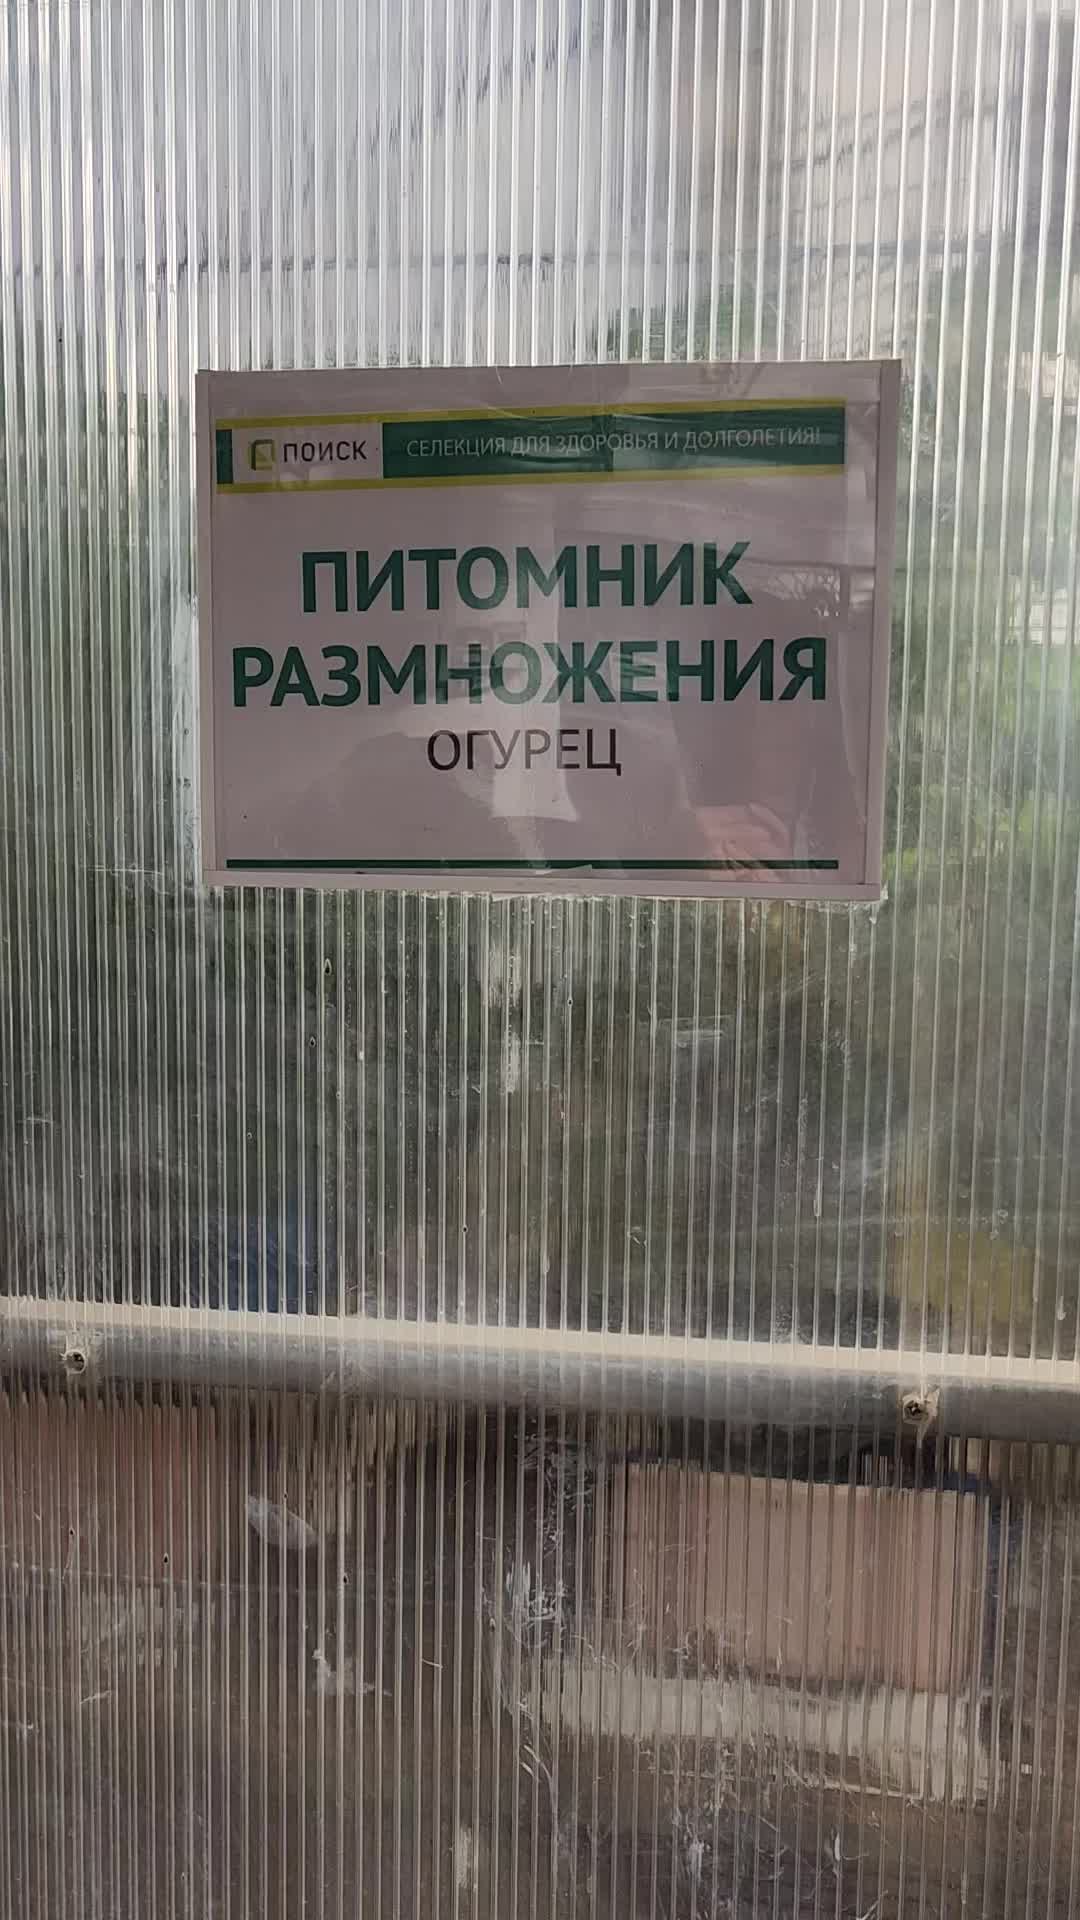 ПОИСК СЕЛЕКЦИЯ ДЛЯ ЗДОРОВЬЯ И ДОЛГОЛЕТИЯ!
ПИТОМНИК
РАЗМНОЖЕНИЯ
ОГУРЕЦ